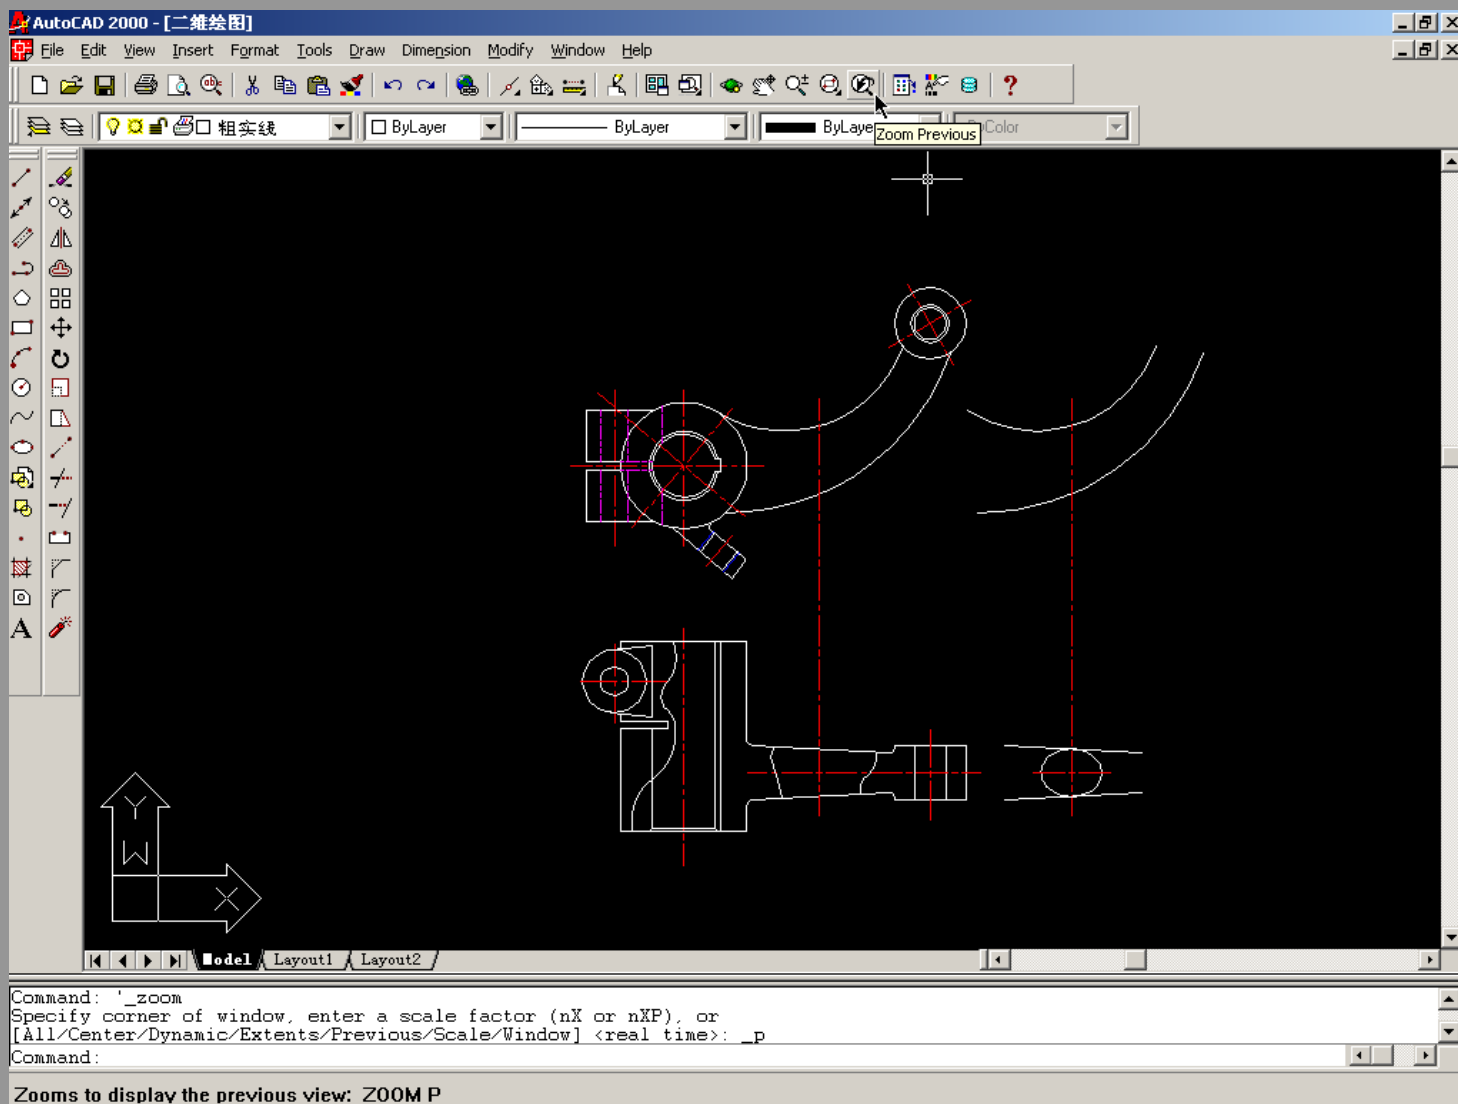 AutoCAD 2000 - [二维绘图]
File Edit View Insert Format Tools Draw Dimension Modify Window Help
粗实线 ByLayer ByLayer ByLaye Color
Zoom Previous
Y
W
X
Model Layout1 Layout2
Command: '_zoom
Specify corner of window, enter a scale factor (nX or nXP), or
[All/Center/Dynamic/Extents/Previous/Scale/Window] <real time>: _p
Command:
Zooms to display the previous view: ZOOM P